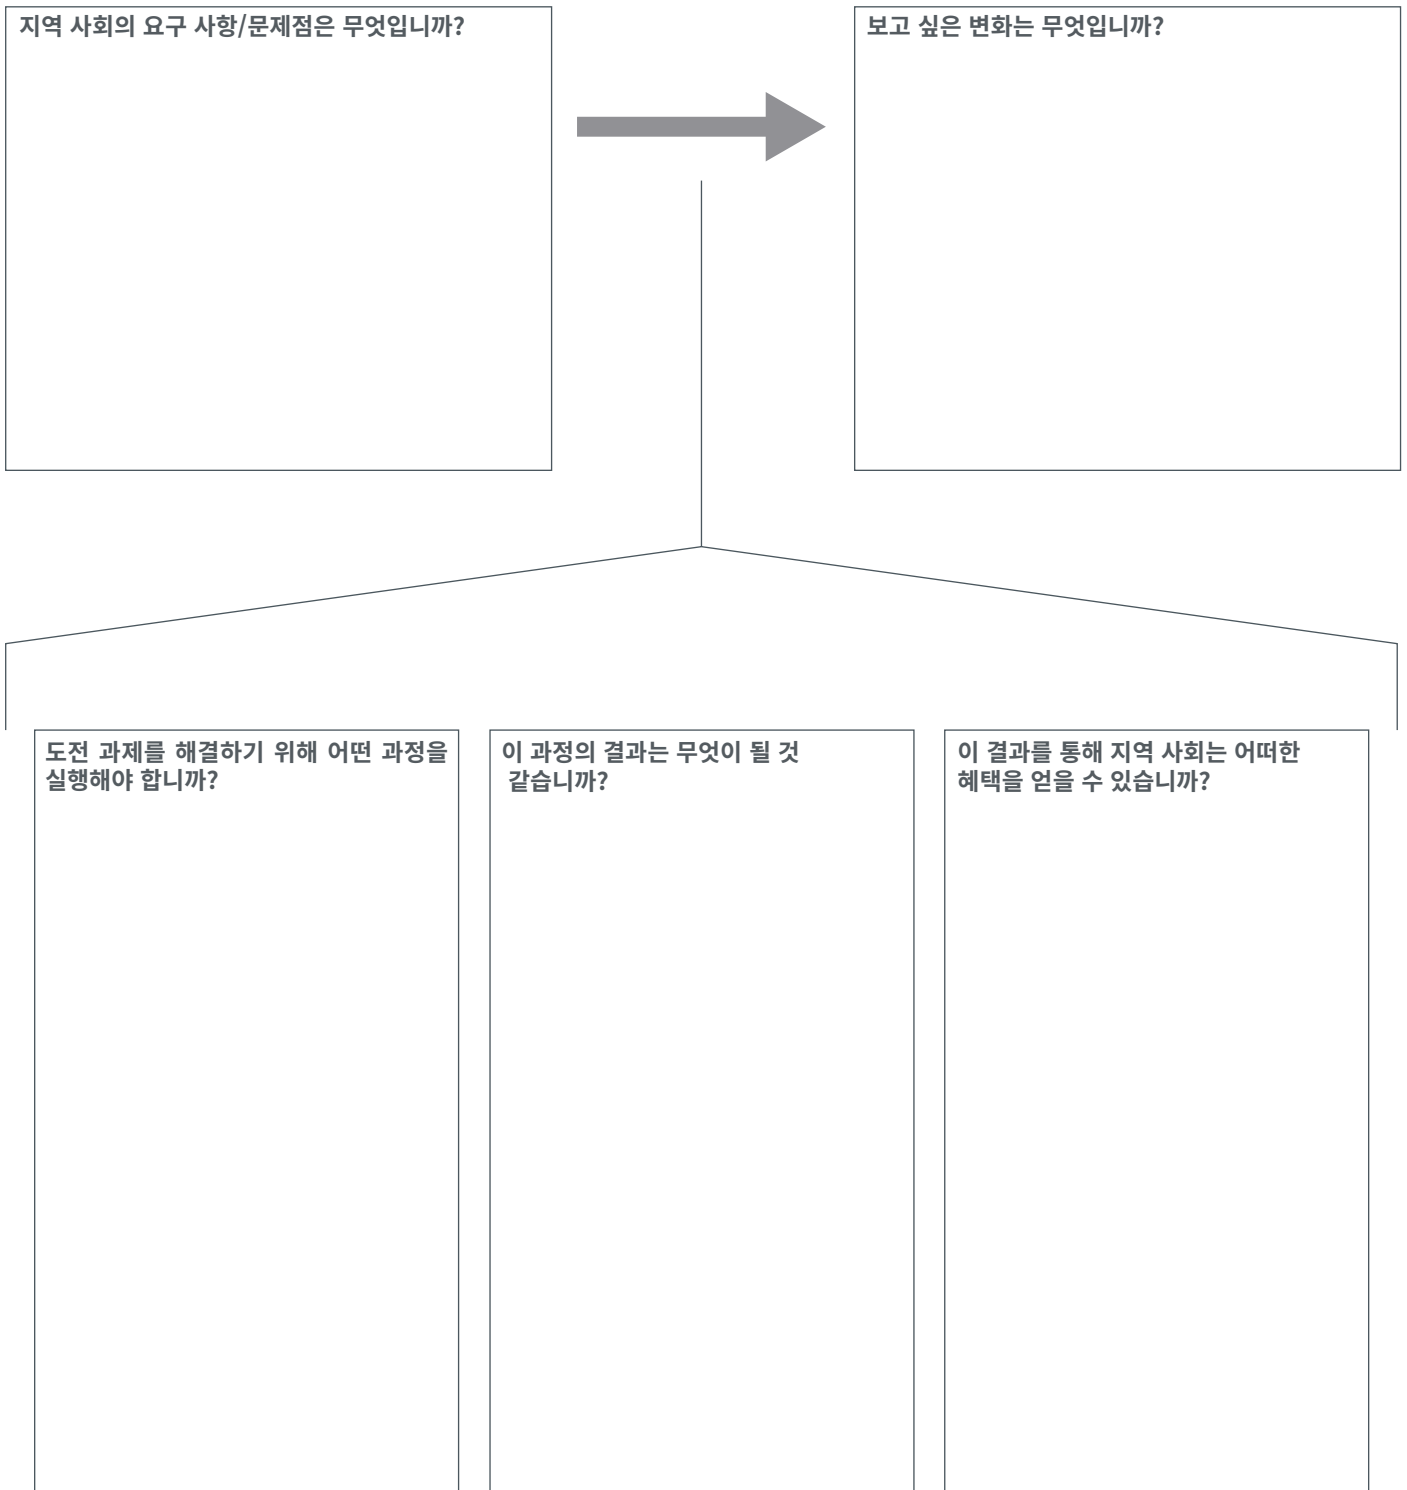 지역 사회의 요구 사항/문제점은 무엇입니까?
보고 싶은 변화는 무엇입니까?
도전 과제를 해결하기 위해 어떤 과정을
실행해야 합니까?
이 과정의 결과는 무엇이 될 것
같습니까?
이 결과를 통해 지역 사회는 어떠한
혜택을 얻을 수 있습니까?